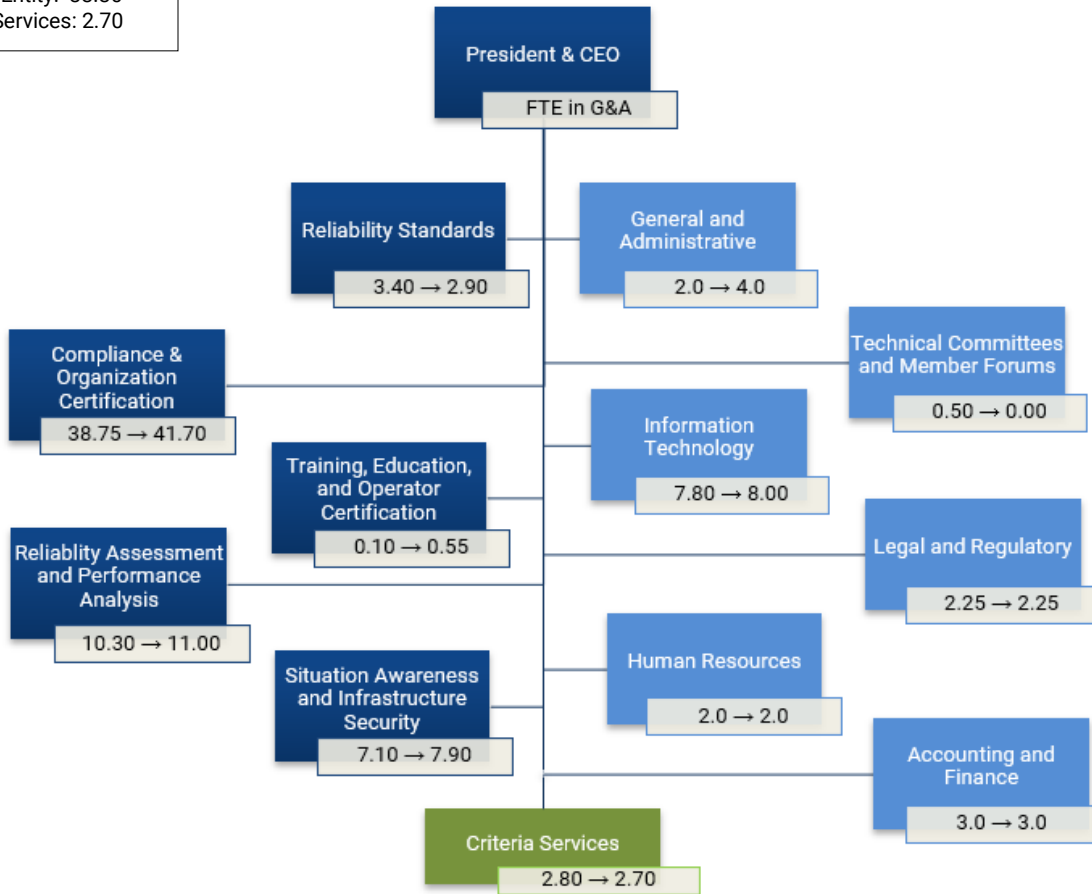 Services: 2.70
President & CEO
FTE in G&A
Reliability Standards
3.40 → 2.90
General and
Administrative
2.0 → 4.0
Compliance &
Organization
Certification
38.75 → 41.70
Technical Committees
and Member Forums
0.50 → 0.00
Information
Technology
7.80 → 8.00
Training, Education,
and Operator
Certification
0.10 → 0.55
Reliablity Assessment
and Performance
Analysis
10.30 → 11.00
Legal and Regulatory
2.25 → 2.25
Situation Awareness
and Infrastructure
Security
7.10 → 7.90
Human Resources
2.0 → 2.0
Accounting and
Finance
3.0 → 3.0
Criteria Services
2.80 → 2.70